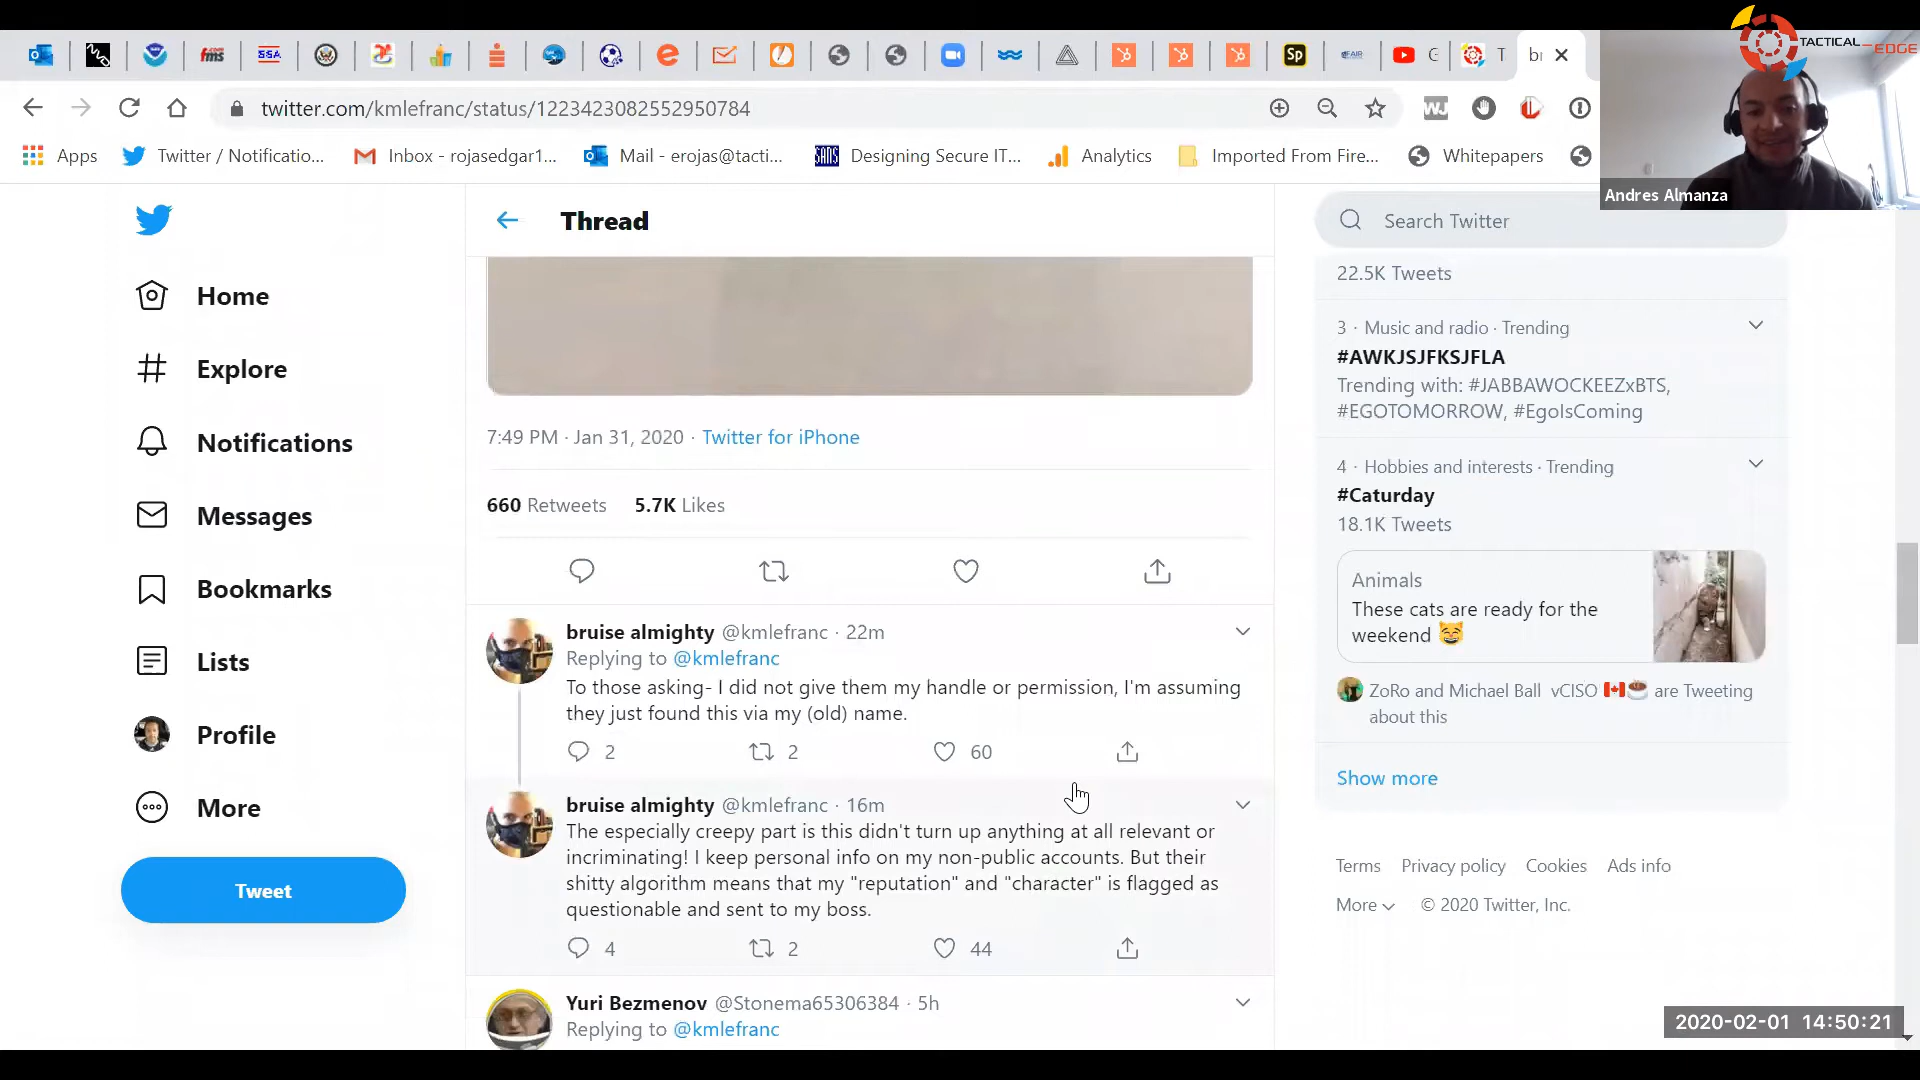 TACTICAL—EDGE
fms
SSA
Sp
FAIR
G
T
br
twitter.com/kmlefranc/status/1223423082552950784
WJ
Apps
Twitter / Notificatio...
Inbox - rojasedgar1...
Mail - erojas@tacti...
SANS
Designing Secure IT...
Analytics
Imported From Fire...
Whitepapers
Andres Almanza
Home
Explore
Notifications
Messages
Bookmarks
Lists
Profile
More
Tweet
Thread
7:49 PM · Jan 31, 2020 · Twitter for iPhone
660 Retweets 5.7K Likes
bruise almighty @kmlefranc · 22m
Replying to @kmlefranc
To those asking- I did not give them my handle or permission, I'm assuming
they just found this via my (old) name.
2 2 60
bruise almighty @kmlefranc · 16m
The especially creepy part is this didn't turn up anything at all relevant or
incriminating! I keep personal info on my non-public accounts. But their
shitty algorithm means that my "reputation" and "character" is flagged as
questionable and sent to my boss.
4 2 44
Yuri Bezmenov @Stonema65306384 · 5h
Replying to @kmlefranc
Search Twitter
22.5K Tweets
3 · Music and radio · Trending
#AWKJSJFKSJFLA
Trending with: #JABBAWOCKEEZxBTS,
#EGOTOMORROW, #EgoIsComing
4 · Hobbies and interests · Trending
#Caturday
18.1K Tweets
Animals
These cats are ready for the
weekend 😸
ZoRo and Michael Ball vCISO 🇨🇦☕ are Tweeting
about this
Show more
Terms Privacy policy Cookies Ads info
More © 2020 Twitter, Inc.
2020-02-01 14:50:21